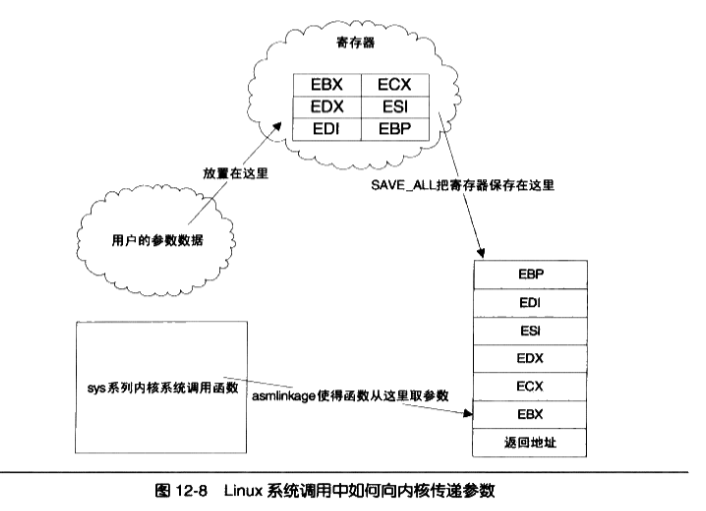 寄存器
EBX ECX
EDX ESI
EDI EBP
放置在这里
SAVE_ALL把寄存器保存在这里
用户的参数数据
EBP
EDI
ESI
EDX
ECX
EBX
返回地址
sys系列内核系统调用函数
asmlinkage使得函数从这里取参数
图 12-8 Linux 系统调用中如何向内核传递参数